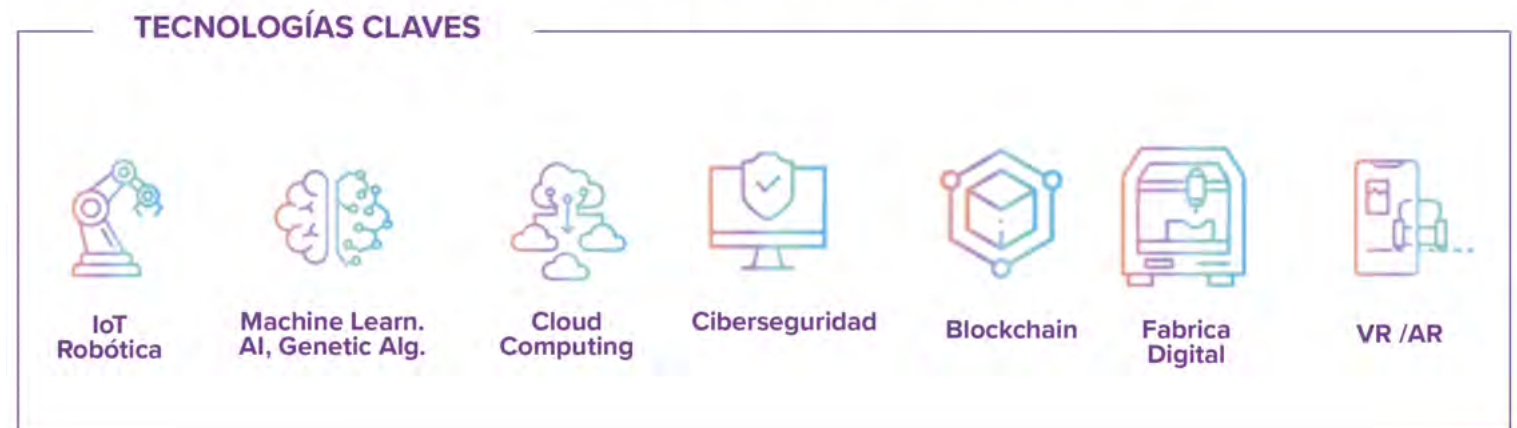 TECNOLOGÍAS CLAVES
IoT
Robótica
Machine Learn.
AI, Genetic Alg.
Cloud
Computing
Ciberseguridad
Blockchain
Fabrica
Digital
VR /AR